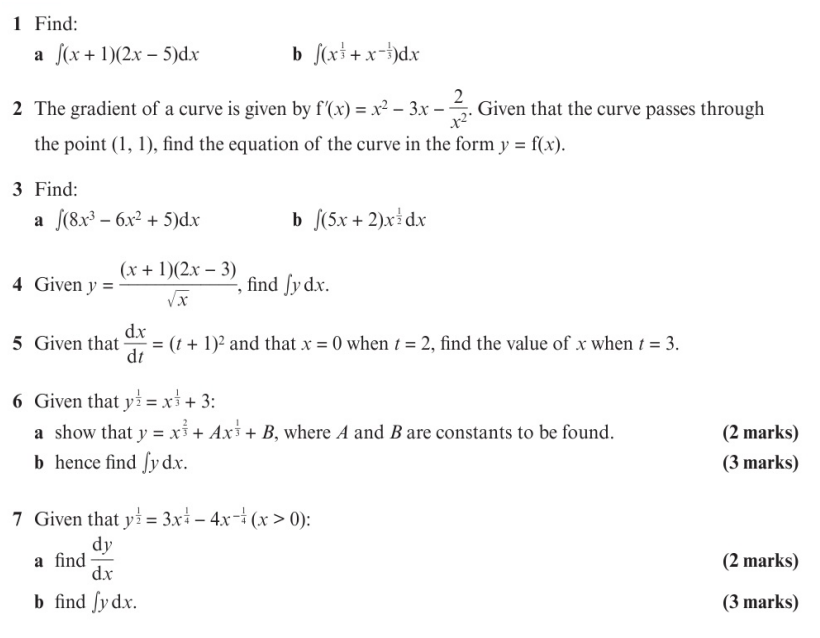 1 Find:
a ∫(x + 1)(2x − 5)dx b ∫(x^{1/3} + x^{−1/3})dx
2 The gradient of a curve is given by f′(x) = x² − 3x − 2/x². Given that the curve passes through
the point (1, 1), find the equation of the curve in the form y = f(x).
3 Find:
a ∫(8x³ − 6x² + 5)dx b ∫(5x + 2)x^{1/2}dx
4 Given y = (x + 1)(2x − 3)/√x, find ∫y dx.
5 Given that dx/dt = (t + 1)² and that x = 0 when t = 2, find the value of x when t = 3.
6 Given that y^{1/2} = x^{1/3} + 3:
a show that y = x^{2/3} + Ax^{1/3} + B, where A and B are constants to be found. (2 marks)
b hence find ∫y dx. (3 marks)
7 Given that y^{1/2} = 3x^{1/4} − 4x^{−1/4} (x > 0):
a find dy/dx (2 marks)
b find ∫y dx. (3 marks)